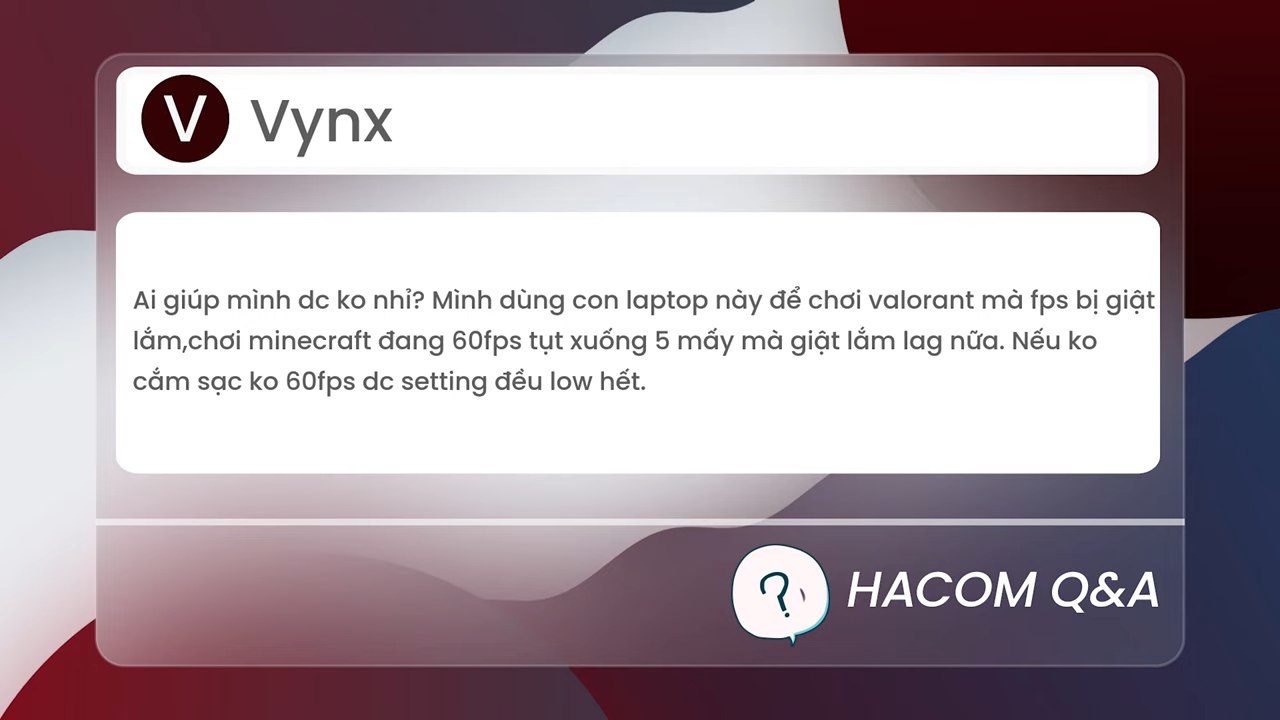 V
Vynx
Ai giúp mình dc ko nhỉ? Mình dùng con laptop này để chơi valorant mà fps bị giật
lắm,chơi minecraft đang 60fps tụt xuống 5 mấy mà giật lắm lag nữa. Nếu ko
cắm sạc ko 60fps dc setting đều low hết.
?
HACOM Q&A